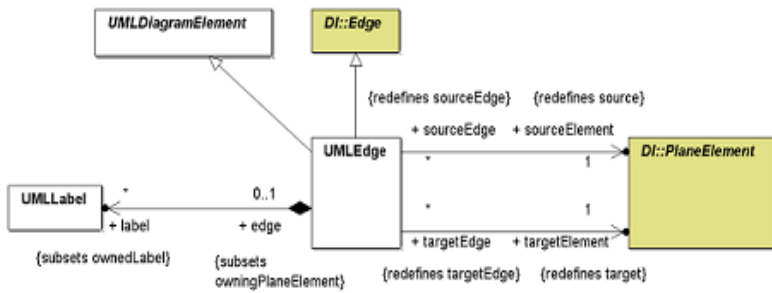 UMLDiagramElement
DI::Edge
{redefines sourceEdge}
{redefines source}
+ sourceEdge
+ sourceElement
UMLEdge
*
1
DI::PlaneElement
UMLLabel
*
0..1
*
1
+ label
+ edge
+ targetEdge
+ targetElement
{subsets ownedLabel}
{subsets
owningPlaneElement}
{redefines targetEdge}
{redefines target}